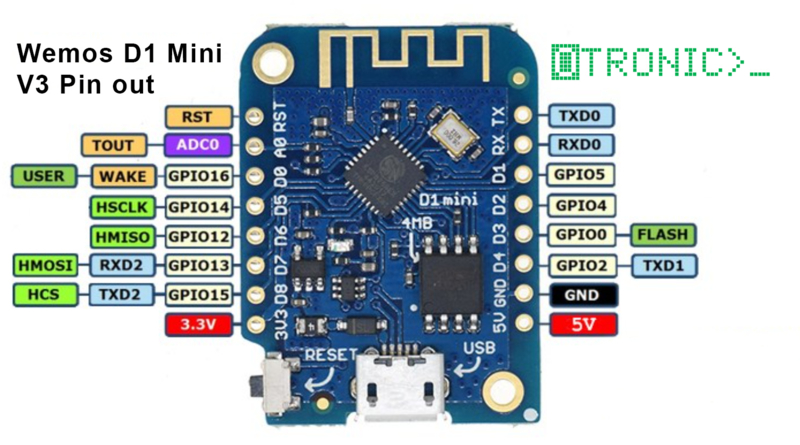 Wemos D1 Mini
V3 Pin out
DTRONIC>_
RST RST TX TXD0
TOUT ADC0 A0 RX RXD0
USER WAKE GPIO16 D0 D1 GPIO5
HSCLK GPIO14 D5 D2 GPIO4
HMISO GPIO12 D6 D3 GPIO0 FLASH
HMOSI RXD2 GPIO13 D7 D4 GPIO2 TXD1
HCS TXD2 GPIO15 D8 GND GND
3.3V 3V3 5V 5V
D1 mini
4MB
RESET
USB